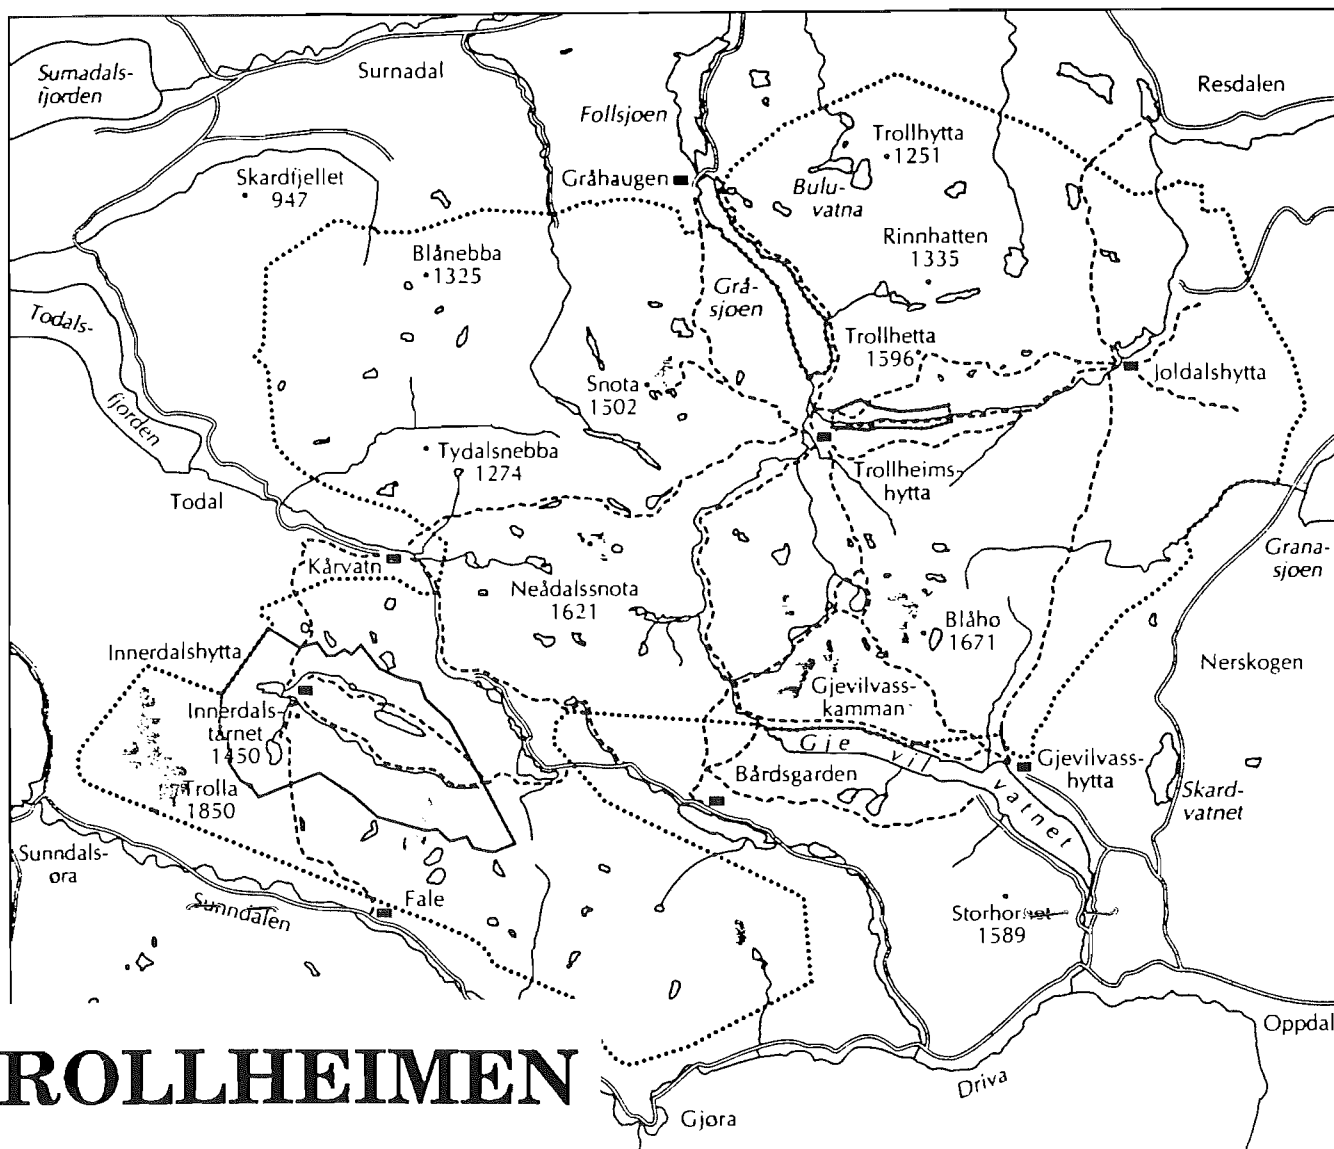 Surnadals-
fjorden
Surnadal
Follsjøen
Resdalen
Trollhytta
1251
Gråhaugen
Skardfjellet
947
Bulu-
vatna
Rinnhatten
1335
Blånebba
1325
Grå-
sjøen
Todals-
fjorden
Trollhetta
1596
Snota
1502
Joldalshytta
Tydalsnebba
1274
Trollheims-
hytta
Todal
Kårvatn
Neådalssnota
1621
Grana-
sjøen
Blåhø
1671
Innerdalshytta
Nerskogen
Gjevilvass-
kamman
Innerdals-
tårnet
1450
Gjevilvatnet
Gjevilvass-
hytta
Bårdsgarden
Trolla
1850
Skard-
vatnet
Sunndals-
øra
Sunndalen
Fale
Storhornet
1589
Oppdal
ROLLHEIMEN
Driva
Gjøra